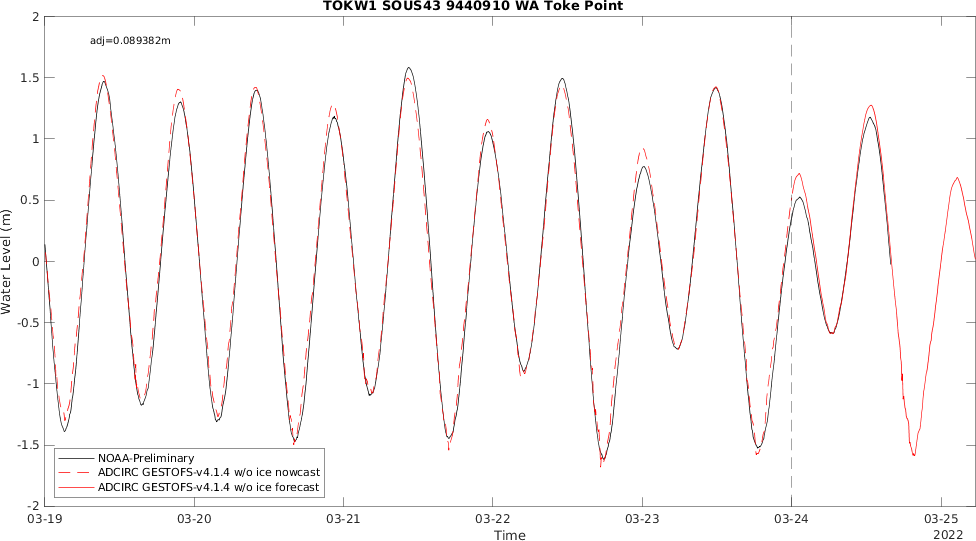 TOKW1 SOUS43 9440910 WA Toke Point
adj=0.089382m
2
1.5
1
0.5
0
-0.5
-1
-1.5
-2
Water Level (m)
NOAA-Preliminary
ADCIRC GESTOFS-v4.1.4 w/o ice nowcast
ADCIRC GESTOFS-v4.1.4 w/o ice forecast
03-19 03-20 03-21 03-22 03-23 03-24 03-25
Time
2022